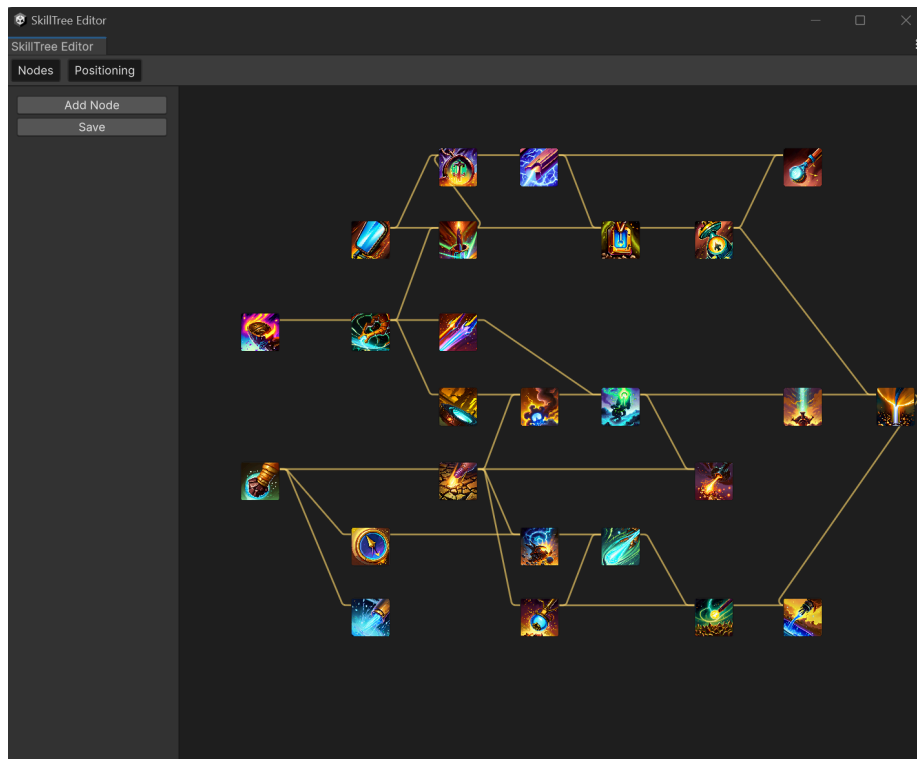 SkillTree Editor
SkillTree Editor
Nodes Positioning
Add Node
Save